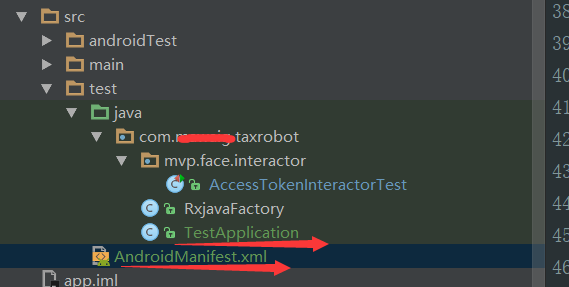 src
androidTest
main
test
java
com. .taxrobot
mvp.face.interactor
AccessTokenInteractorTest
RxjavaFactory
TestApplication
AndroidManifest.xml
app.iml
38
39
40
41
42
43
44
45
46